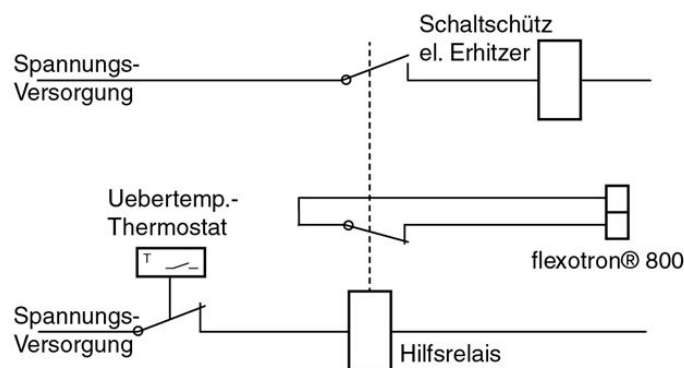 Schaltschütz
el. Erhitzer
Spannungs-
Versorgung
Uebertemp.-
Thermostat
T
flexotron® 800
Spannungs-
Versorgung
Hilfsrelais